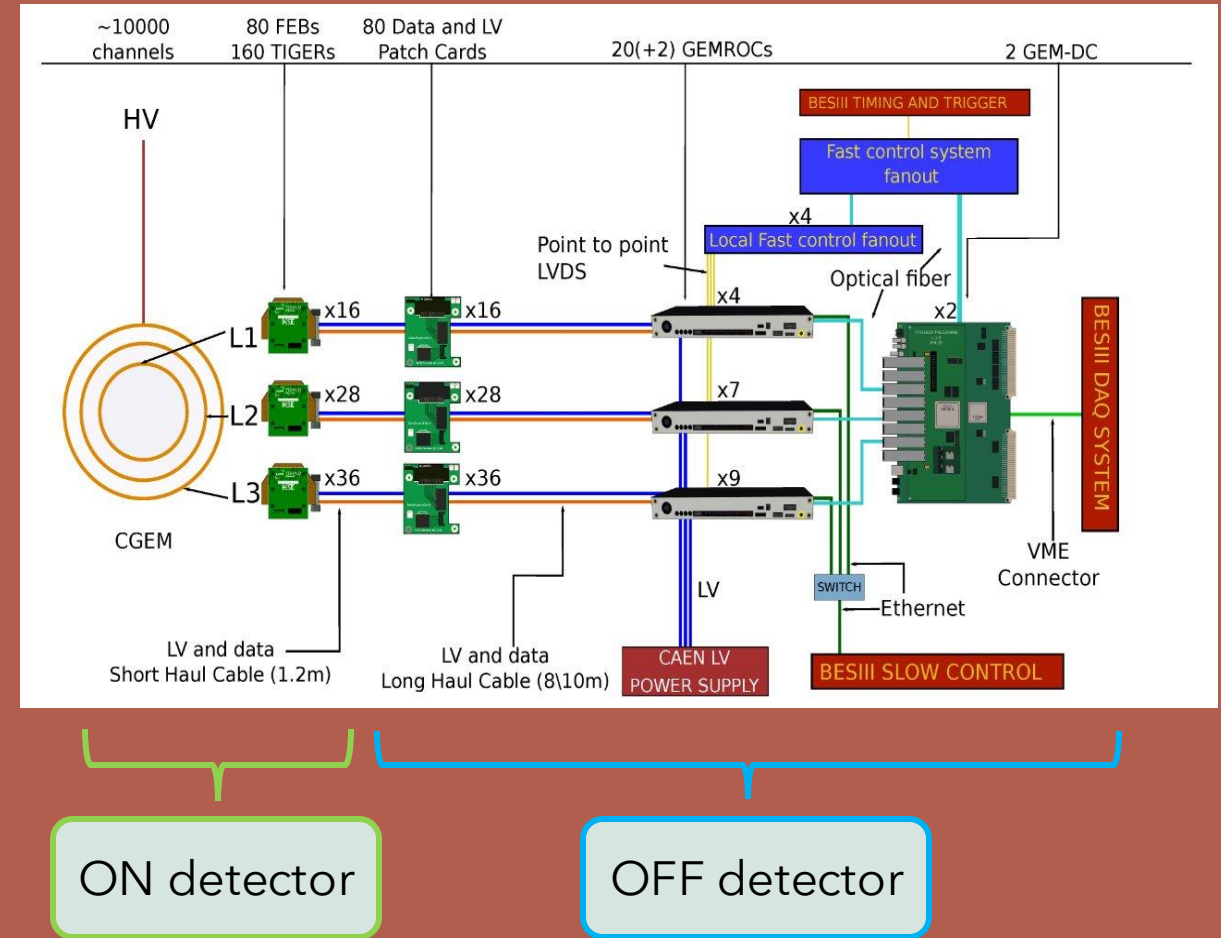 ~10000
channels
80 FEBs
160 TIGERs
80 Data and LV
Patch Cards
20(+2) GEMROCs
2 GEM-DC
HV
BESIII TIMING AND TRIGGER
Fast control system
fanout
x4
Local Fast control fanout
Point to point
LVDS
Optical fiber
L1
x16
x16
x4
x2
L2
x28
x28
x7
L3
x36
x36
x9
BESIII DAQ SYSTEM
CGEM
VME
Connector
SWITCH
LV
Ethernet
LV and data
Short Haul Cable (1.2m)
LV and data
Long Haul Cable (8\10m)
CAEN LV
POWER SUPPLY
BESIII SLOW CONTROL
ON detector
OFF detector